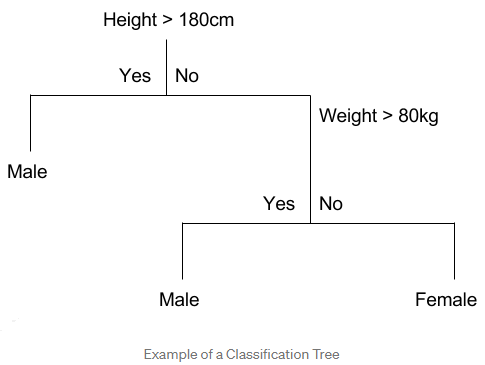 Height > 180cm
Yes No
Weight > 80kg
Male
Yes No
Male Female
Example of a Classification Tree